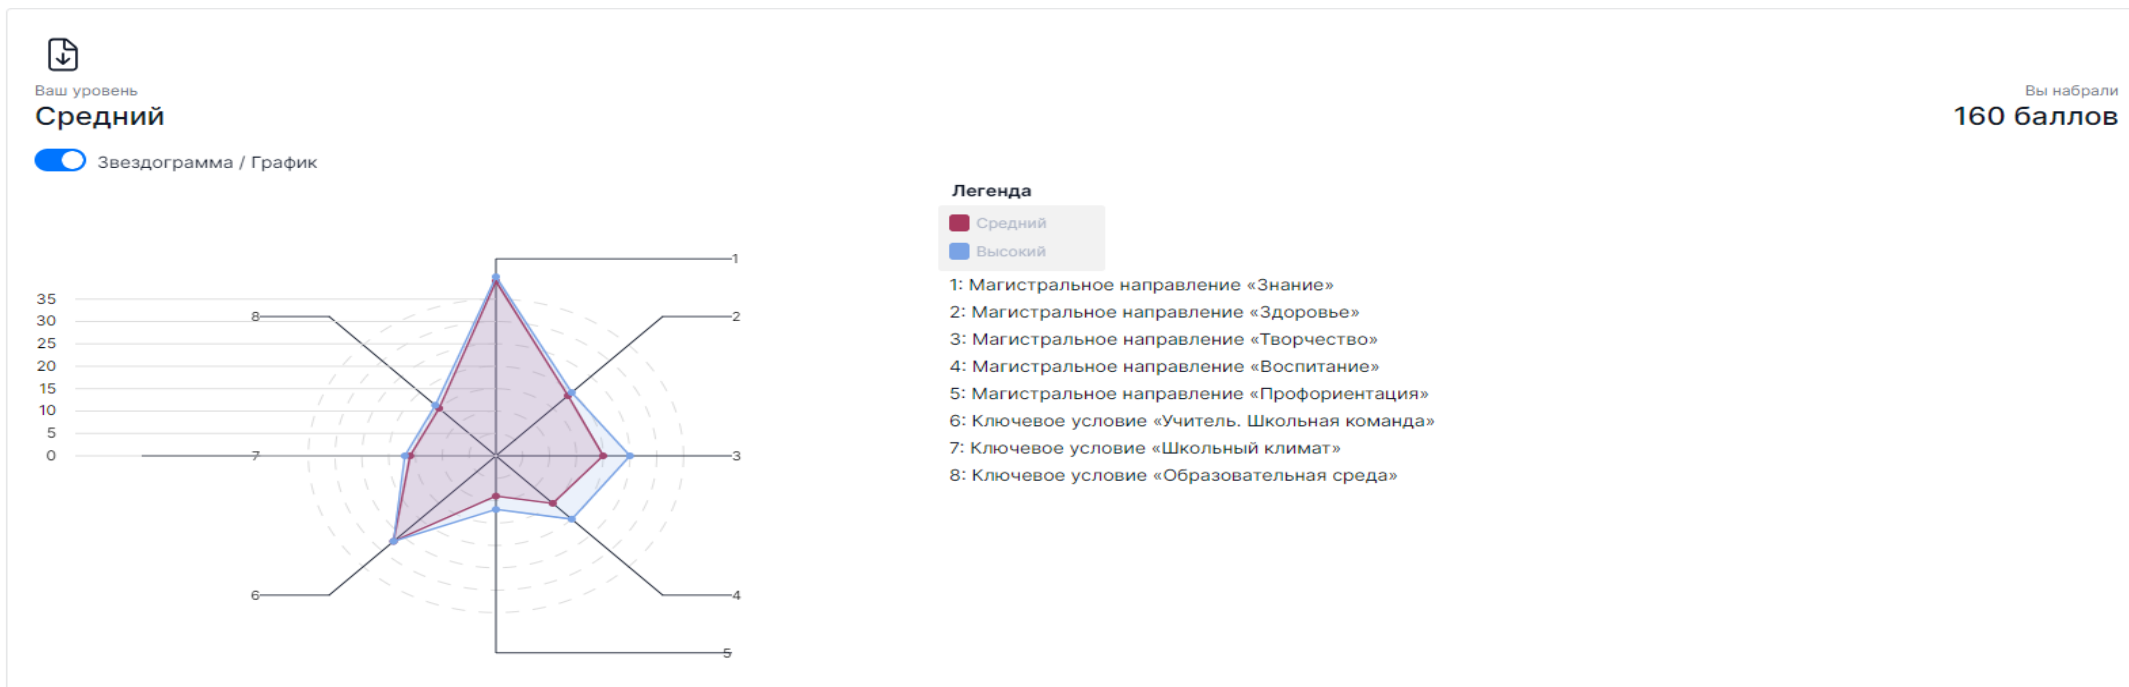 Ваш уровень
Средний
Вы набрали
160 баллов
Звездограмма / График
Легенда
Средний
Высокий
1: Магистральное направление «Знание»
2: Магистральное направление «Здоровье»
3: Магистральное направление «Творчество»
4: Магистральное направление «Воспитание»
5: Магистральное направление «Профориентация»
6: Ключевое условие «Учитель. Школьная команда»
7: Ключевое условие «Школьный климат»
8: Ключевое условие «Образовательная среда»
35
30
25
20
15
10
5
0
1
2
3
4
5
6
7
8